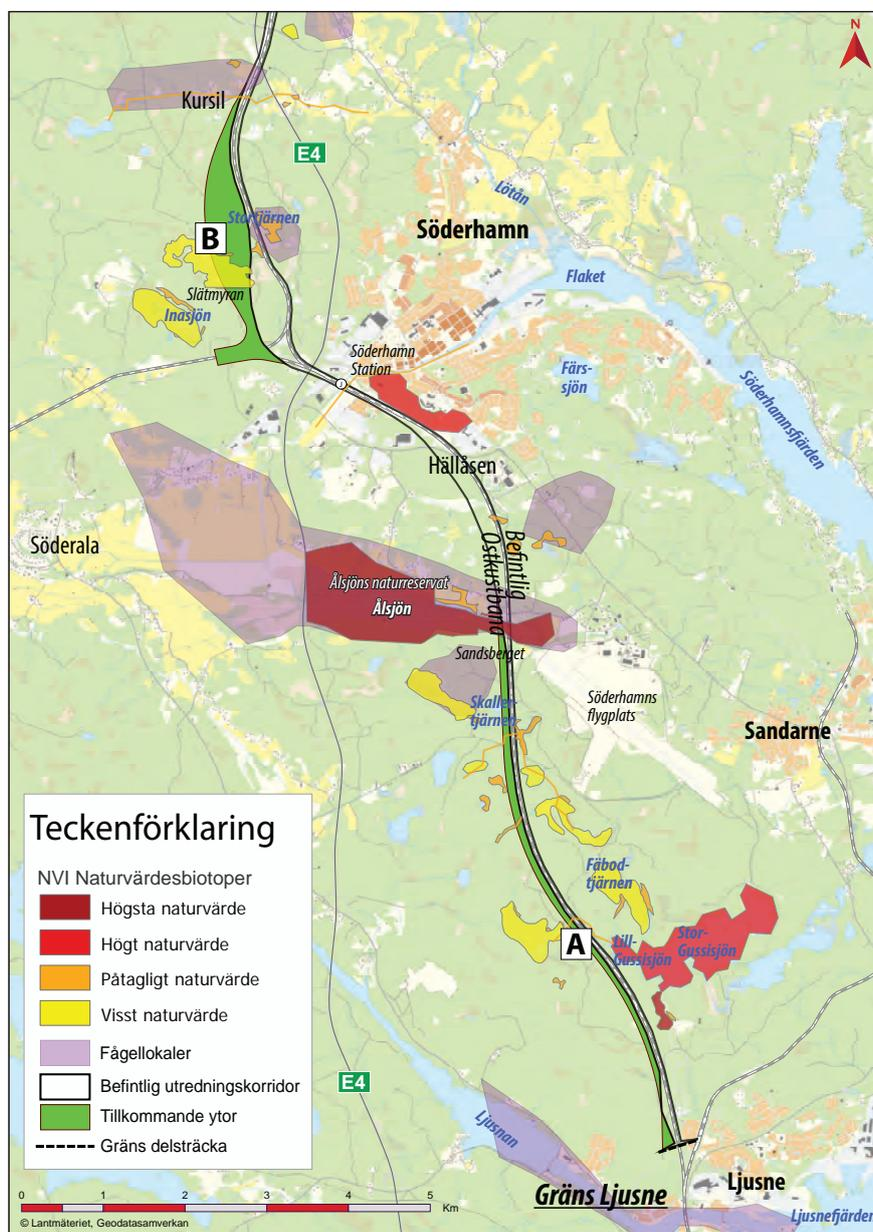 N
Kursil
E4
Lötån
Stortjärnen
Söderhamn
B
Flaket
Slätmyran
Inasjön
Söderhamn
Station
Färs-
sjön
Söderhamnsfjärden
Hällåsen
Söderala
Befintlig
Ostkustbana
Ålsjöns naturreservat
Ålsjön
Sandsberget
Skaller-
tjärnen
Söderhamns
flygplats
Sandarne
Teckenförklaring
NVI Naturvärdesbiotoper
Högsta naturvärde
Högt naturvärde
Påtagligt naturvärde
Visst naturvärde
Fågellokaler
Befintlig utredningskorridor
Tillkommande ytor
Gräns delsträcka
Fäbod-
tjärnen
A
Lill-
Gussisjön
Stor-
Gussisjön
E4
Ljusnan
Gräns Ljusne
Ljusne
Ljusnefjärden
0 1 2 3 4 5
Km
© Lantmäteriet, Geodatasamverkan